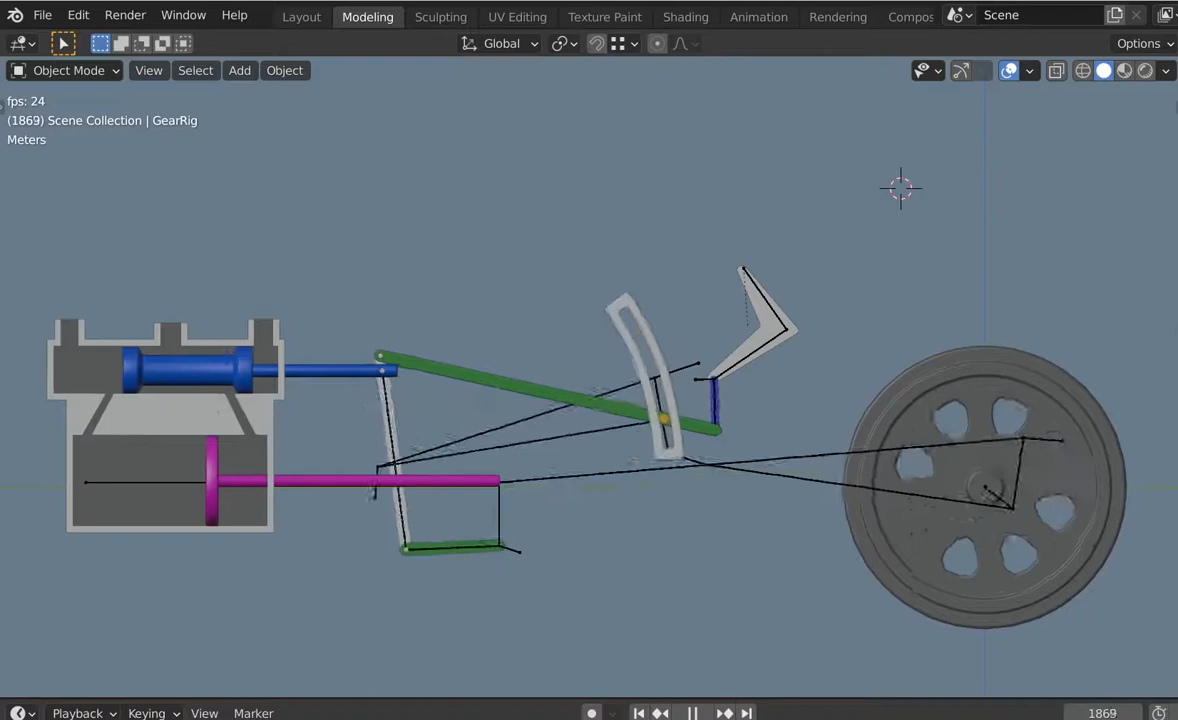 File Edit Render Window Help Layout Modeling Sculpting UV Editing Texture Paint Shading Animation Rendering Compos Scene
Global Options
Object Mode View Select Add Object
fps: 24
(1869) Scene Collection | GearRig
Meters
Playback Keying View Marker 1869